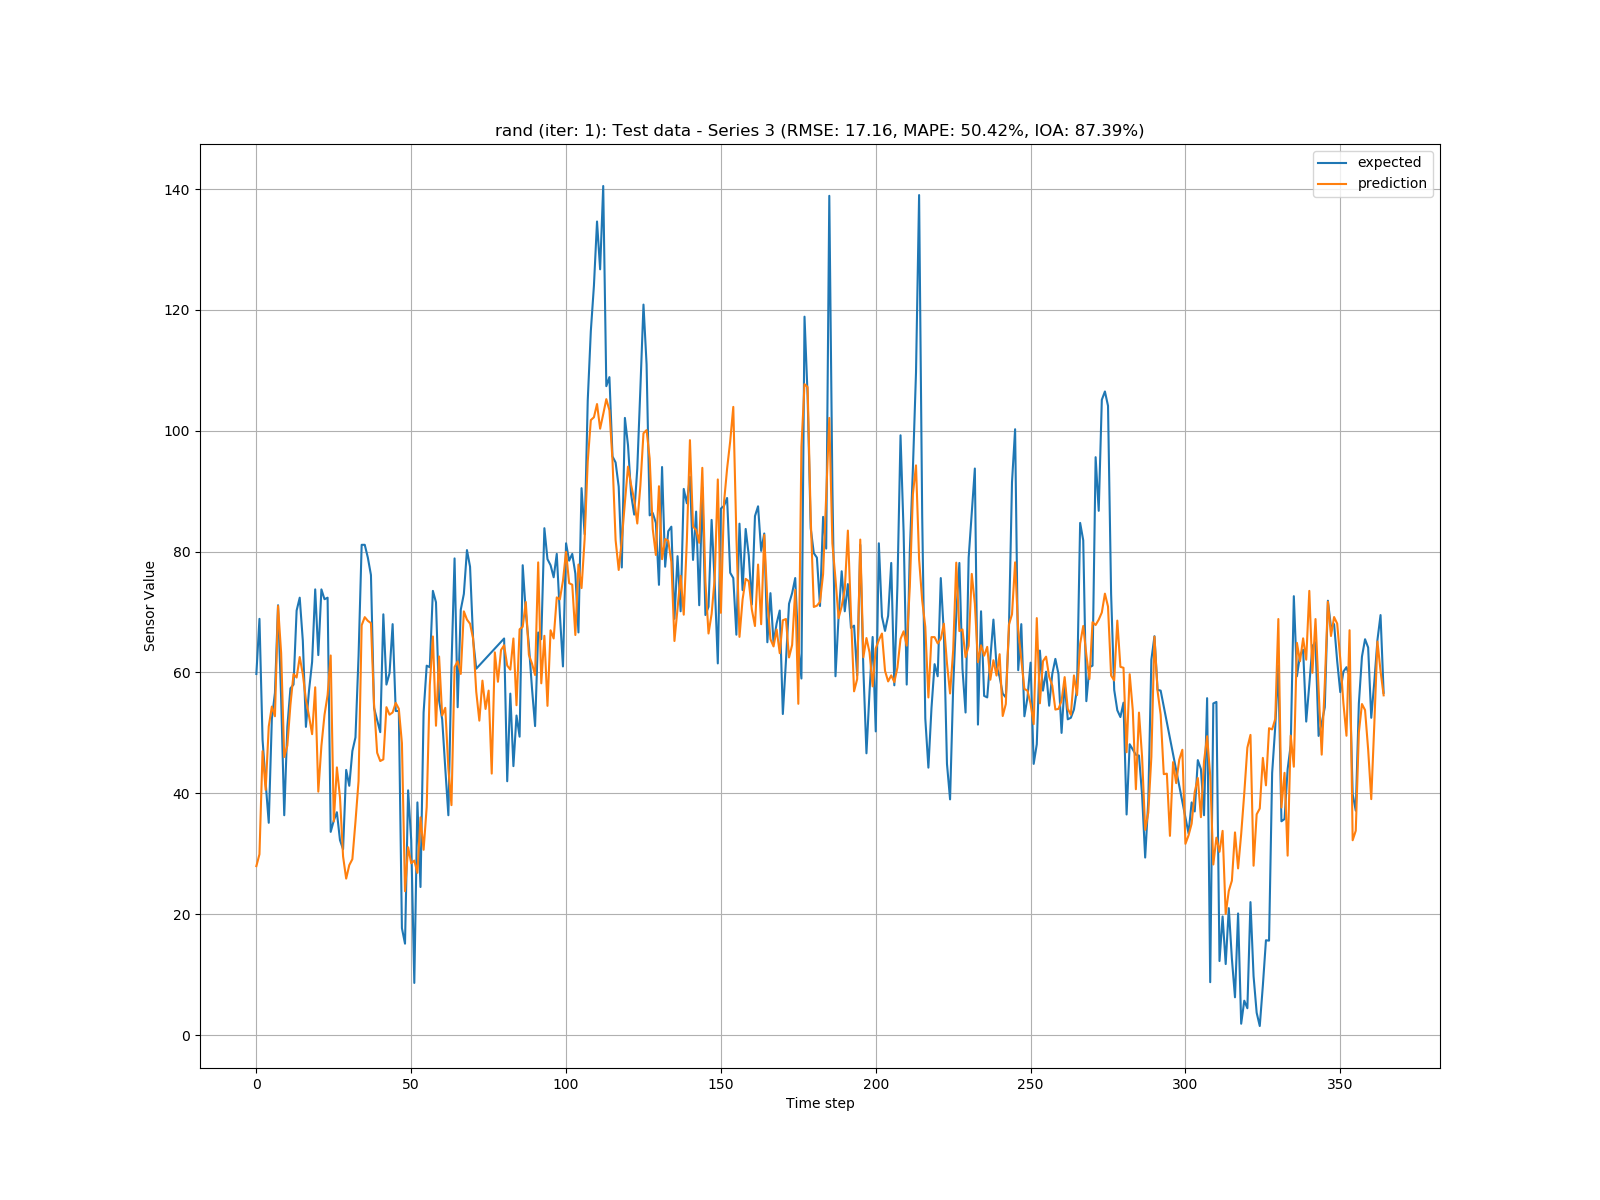 rand (iter: 1): Test data - Series 3 (RMSE: 17.16, MAPE: 50.42%, IOA: 87.39%)
expected
prediction
140
120
100
80
60
40
20
0
Sensor Value
0 50 100 150 200 250 300 350
Time step